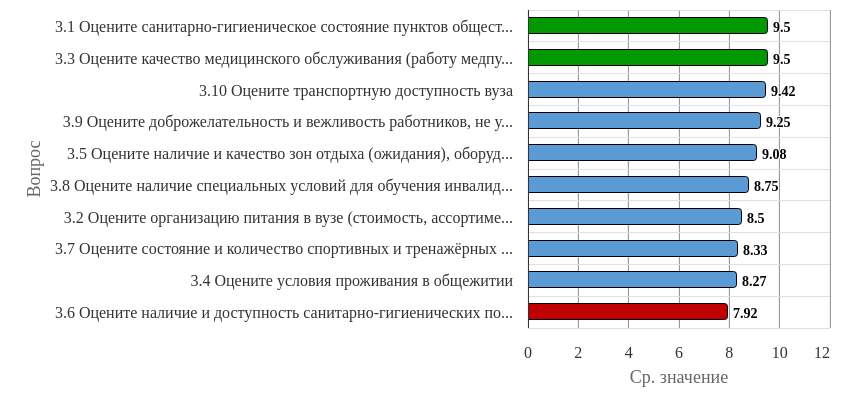 3.1 Оцените санитарно-гигиеническое состояние пунктов общест... 9.5
3.3 Оцените качество медицинского обслуживания (работу медпу... 9.5
3.10 Оцените транспортную доступность вуза 9.42
3.9 Оцените доброжелательность и вежливость работников, не у... 9.25
3.5 Оцените наличие и качество зон отдыха (ожидания), оборуд... 9.08
3.8 Оцените наличие специальных условий для обучения инвалид... 8.75
3.2 Оцените организацию питания в вузе (стоимость, ассортиме... 8.5
3.7 Оцените состояние и количество спортивных и тренажёрных ... 8.33
3.4 Оцените условия проживания в общежитии 8.27
3.6 Оцените наличие и доступность санитарно-гигиенических по... 7.92
Вопрос
0 2 4 6 8 10 12
Ср. значение